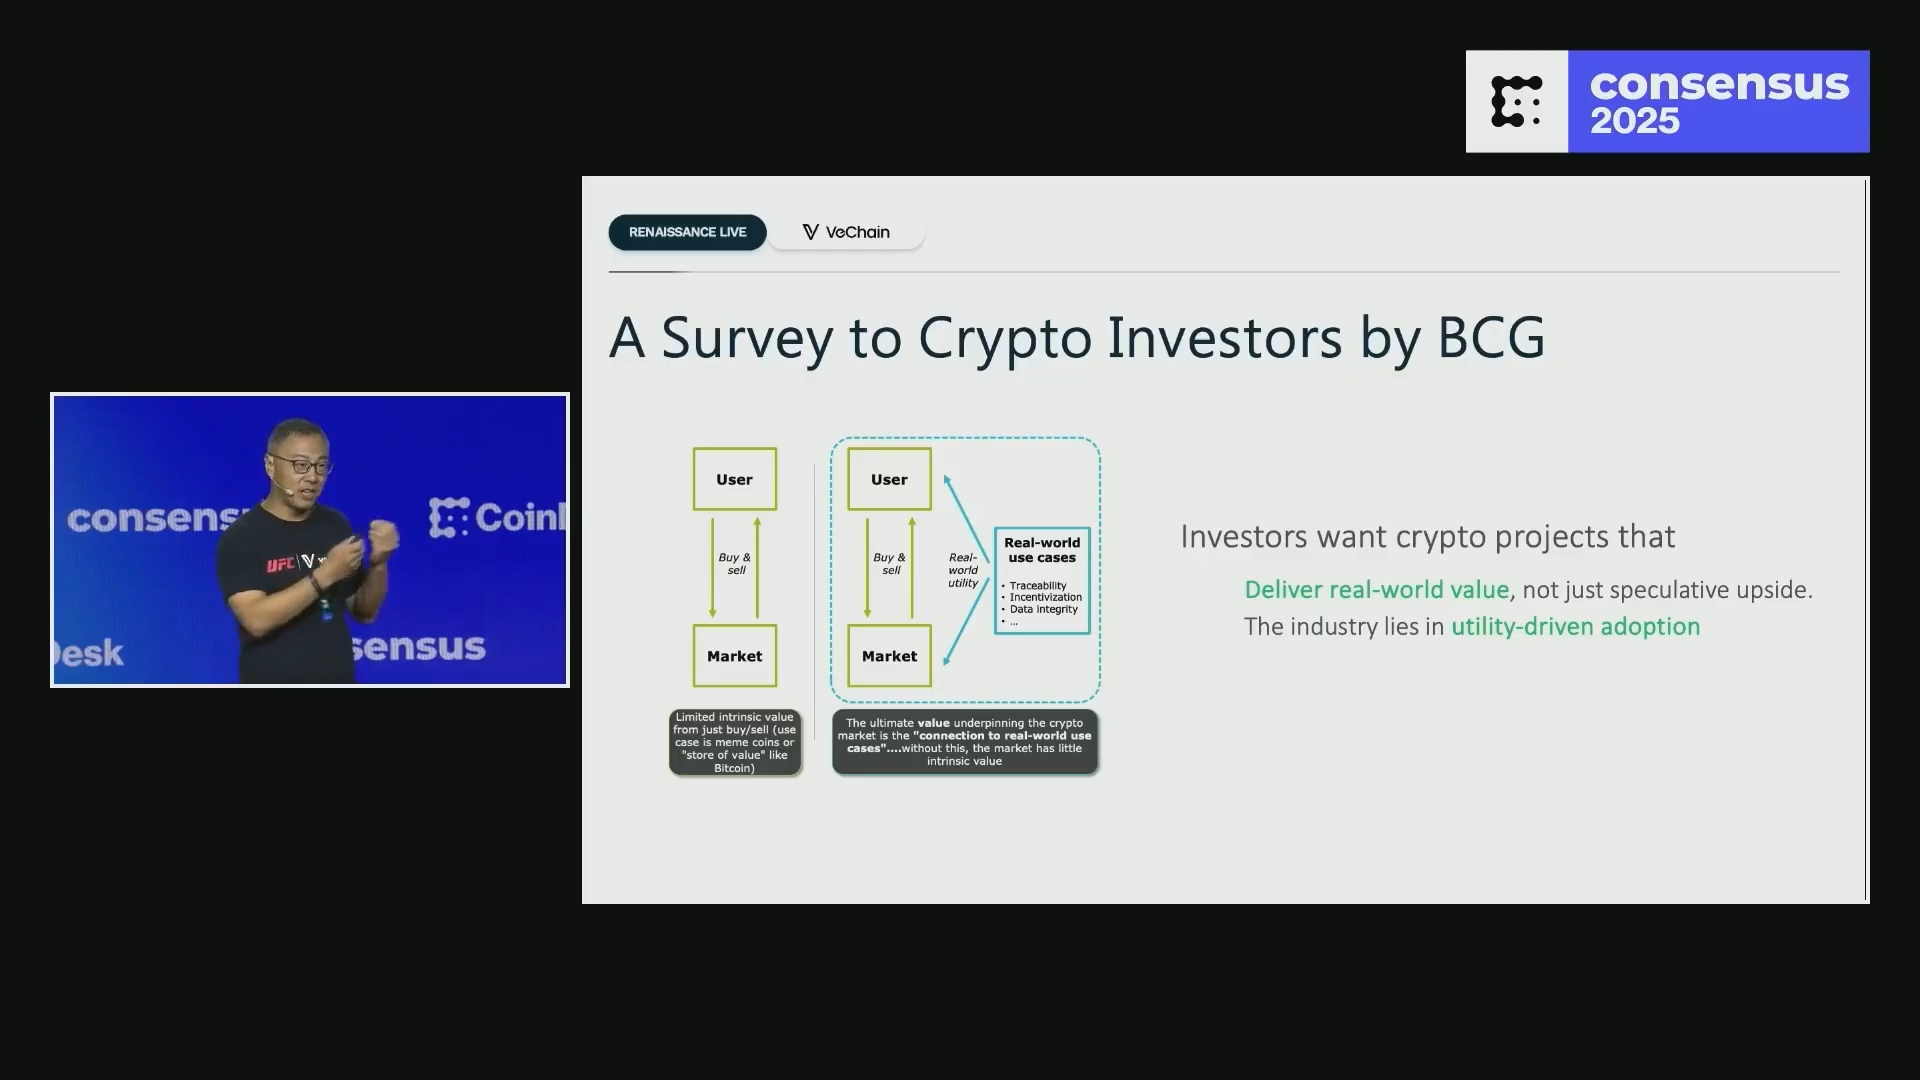 consensus
2025
RENAISSANCE LIVE
VeChain
A Survey to Crypto Investors by BCG
User
Buy &
sell
Market
Limited intrinsic value
from just buy/sell (use
case is meme coins or
"store of value" like
Bitcoin)
User
Buy &
sell
Market
Real-
world
utility
Real-world
use cases
• Traceability
• Incentivization
• Data integrity
• ...
The ultimate value underpinning the crypto
market is the "connection to real-world use
cases"....without this, the market has little
intrinsic value
Investors want crypto projects that
Deliver real-world value, not just speculative upside.
The industry lies in utility-driven adoption
consensu
CoinI
UFC
Desk
sensus